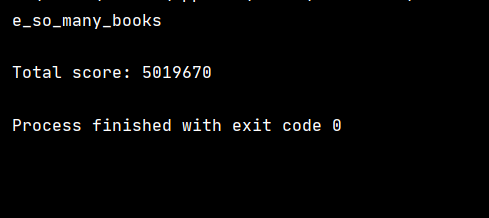 e_so_many_books
Total score: 5019670
Process finished with exit code 0